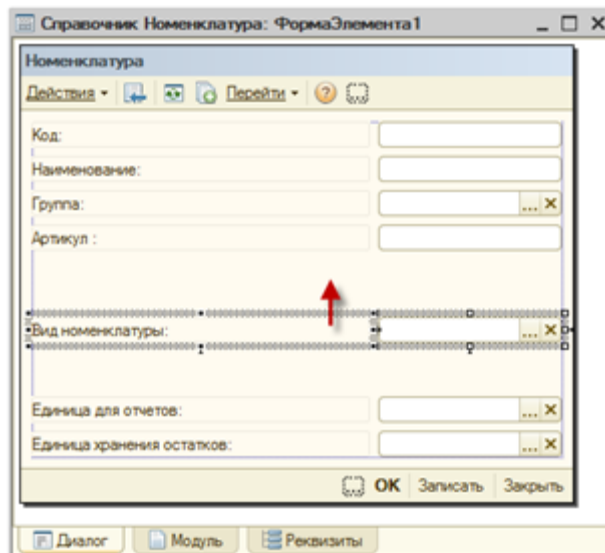 Справочник Номенклатура: ФормаЭлемента1
Номенклатура
Действия Перейти
Код:
Наименование:
Группа:
Артикул :
Вид номенклатуры:
Единица для отчетов:
Единица хранения остатков:
ОК Записать Закрыть
Диалог Модуль Реквизиты